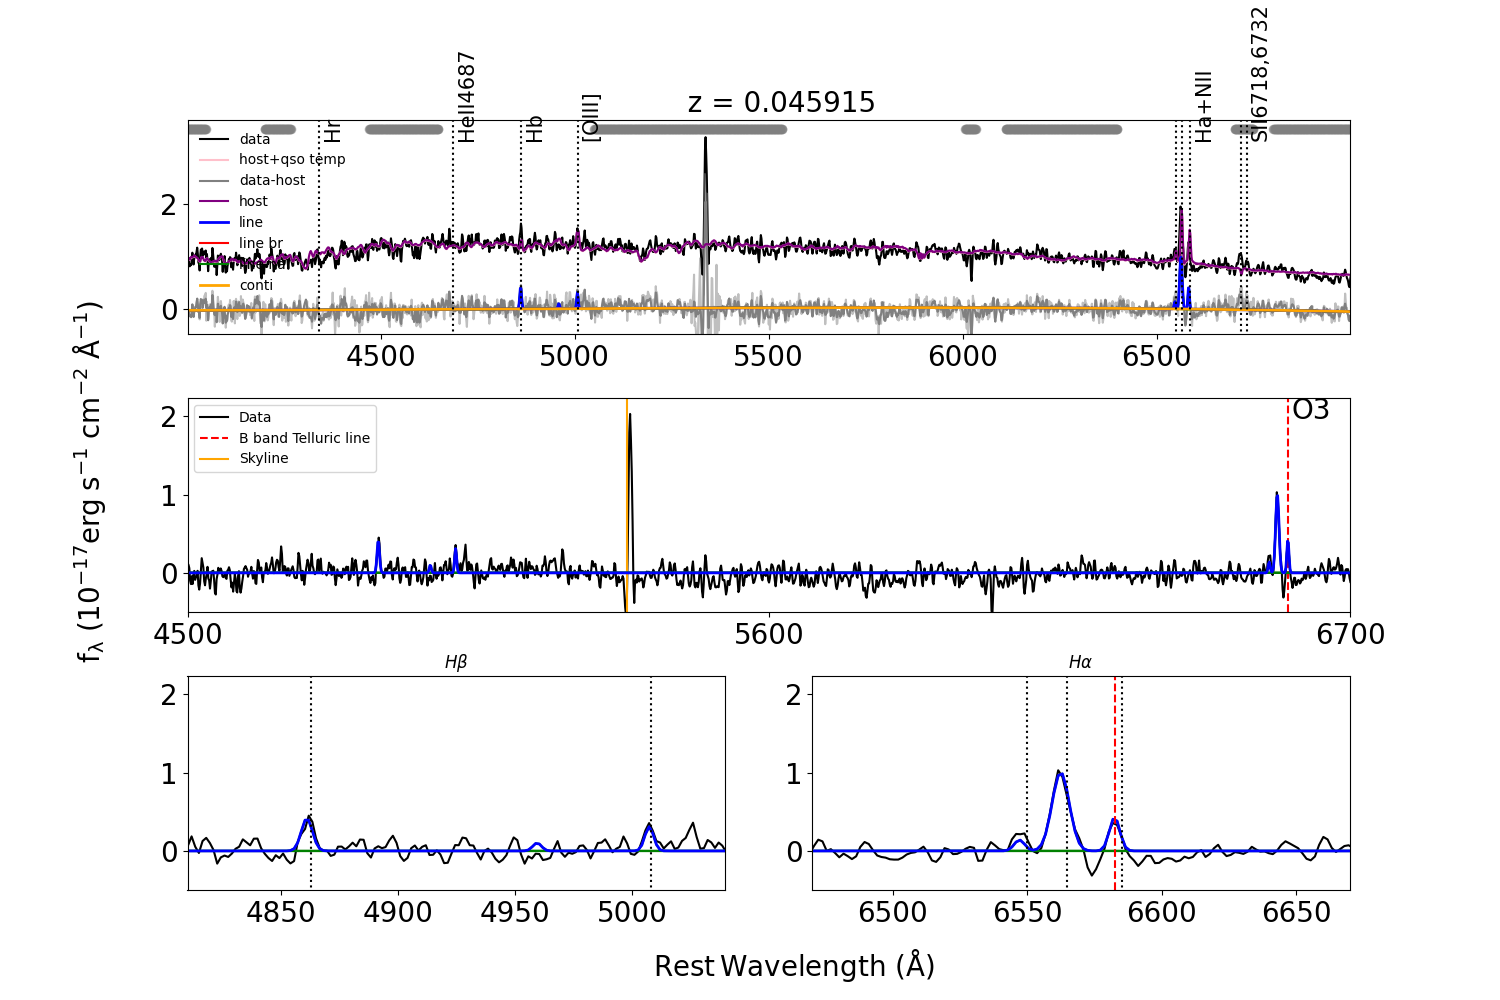 z = 0.045915
Hr
HeII4687
Hb
[OIII]
Ha+NII
SII6718,6732
data
host+qso temp
data-host
host
line
line br
conti
2
0
4500 5000 5500 6000 6500
fλ (10−17erg s−1 cm−2 Å−1)
Data
B band Telluric line
Skyline
O3
2
1
0
4500 5600 6700
Hβ
2
1
0
4850 4900 4950 5000
Hα
2
1
0
6500 6550 6600 6650
Rest Wavelength (Å)